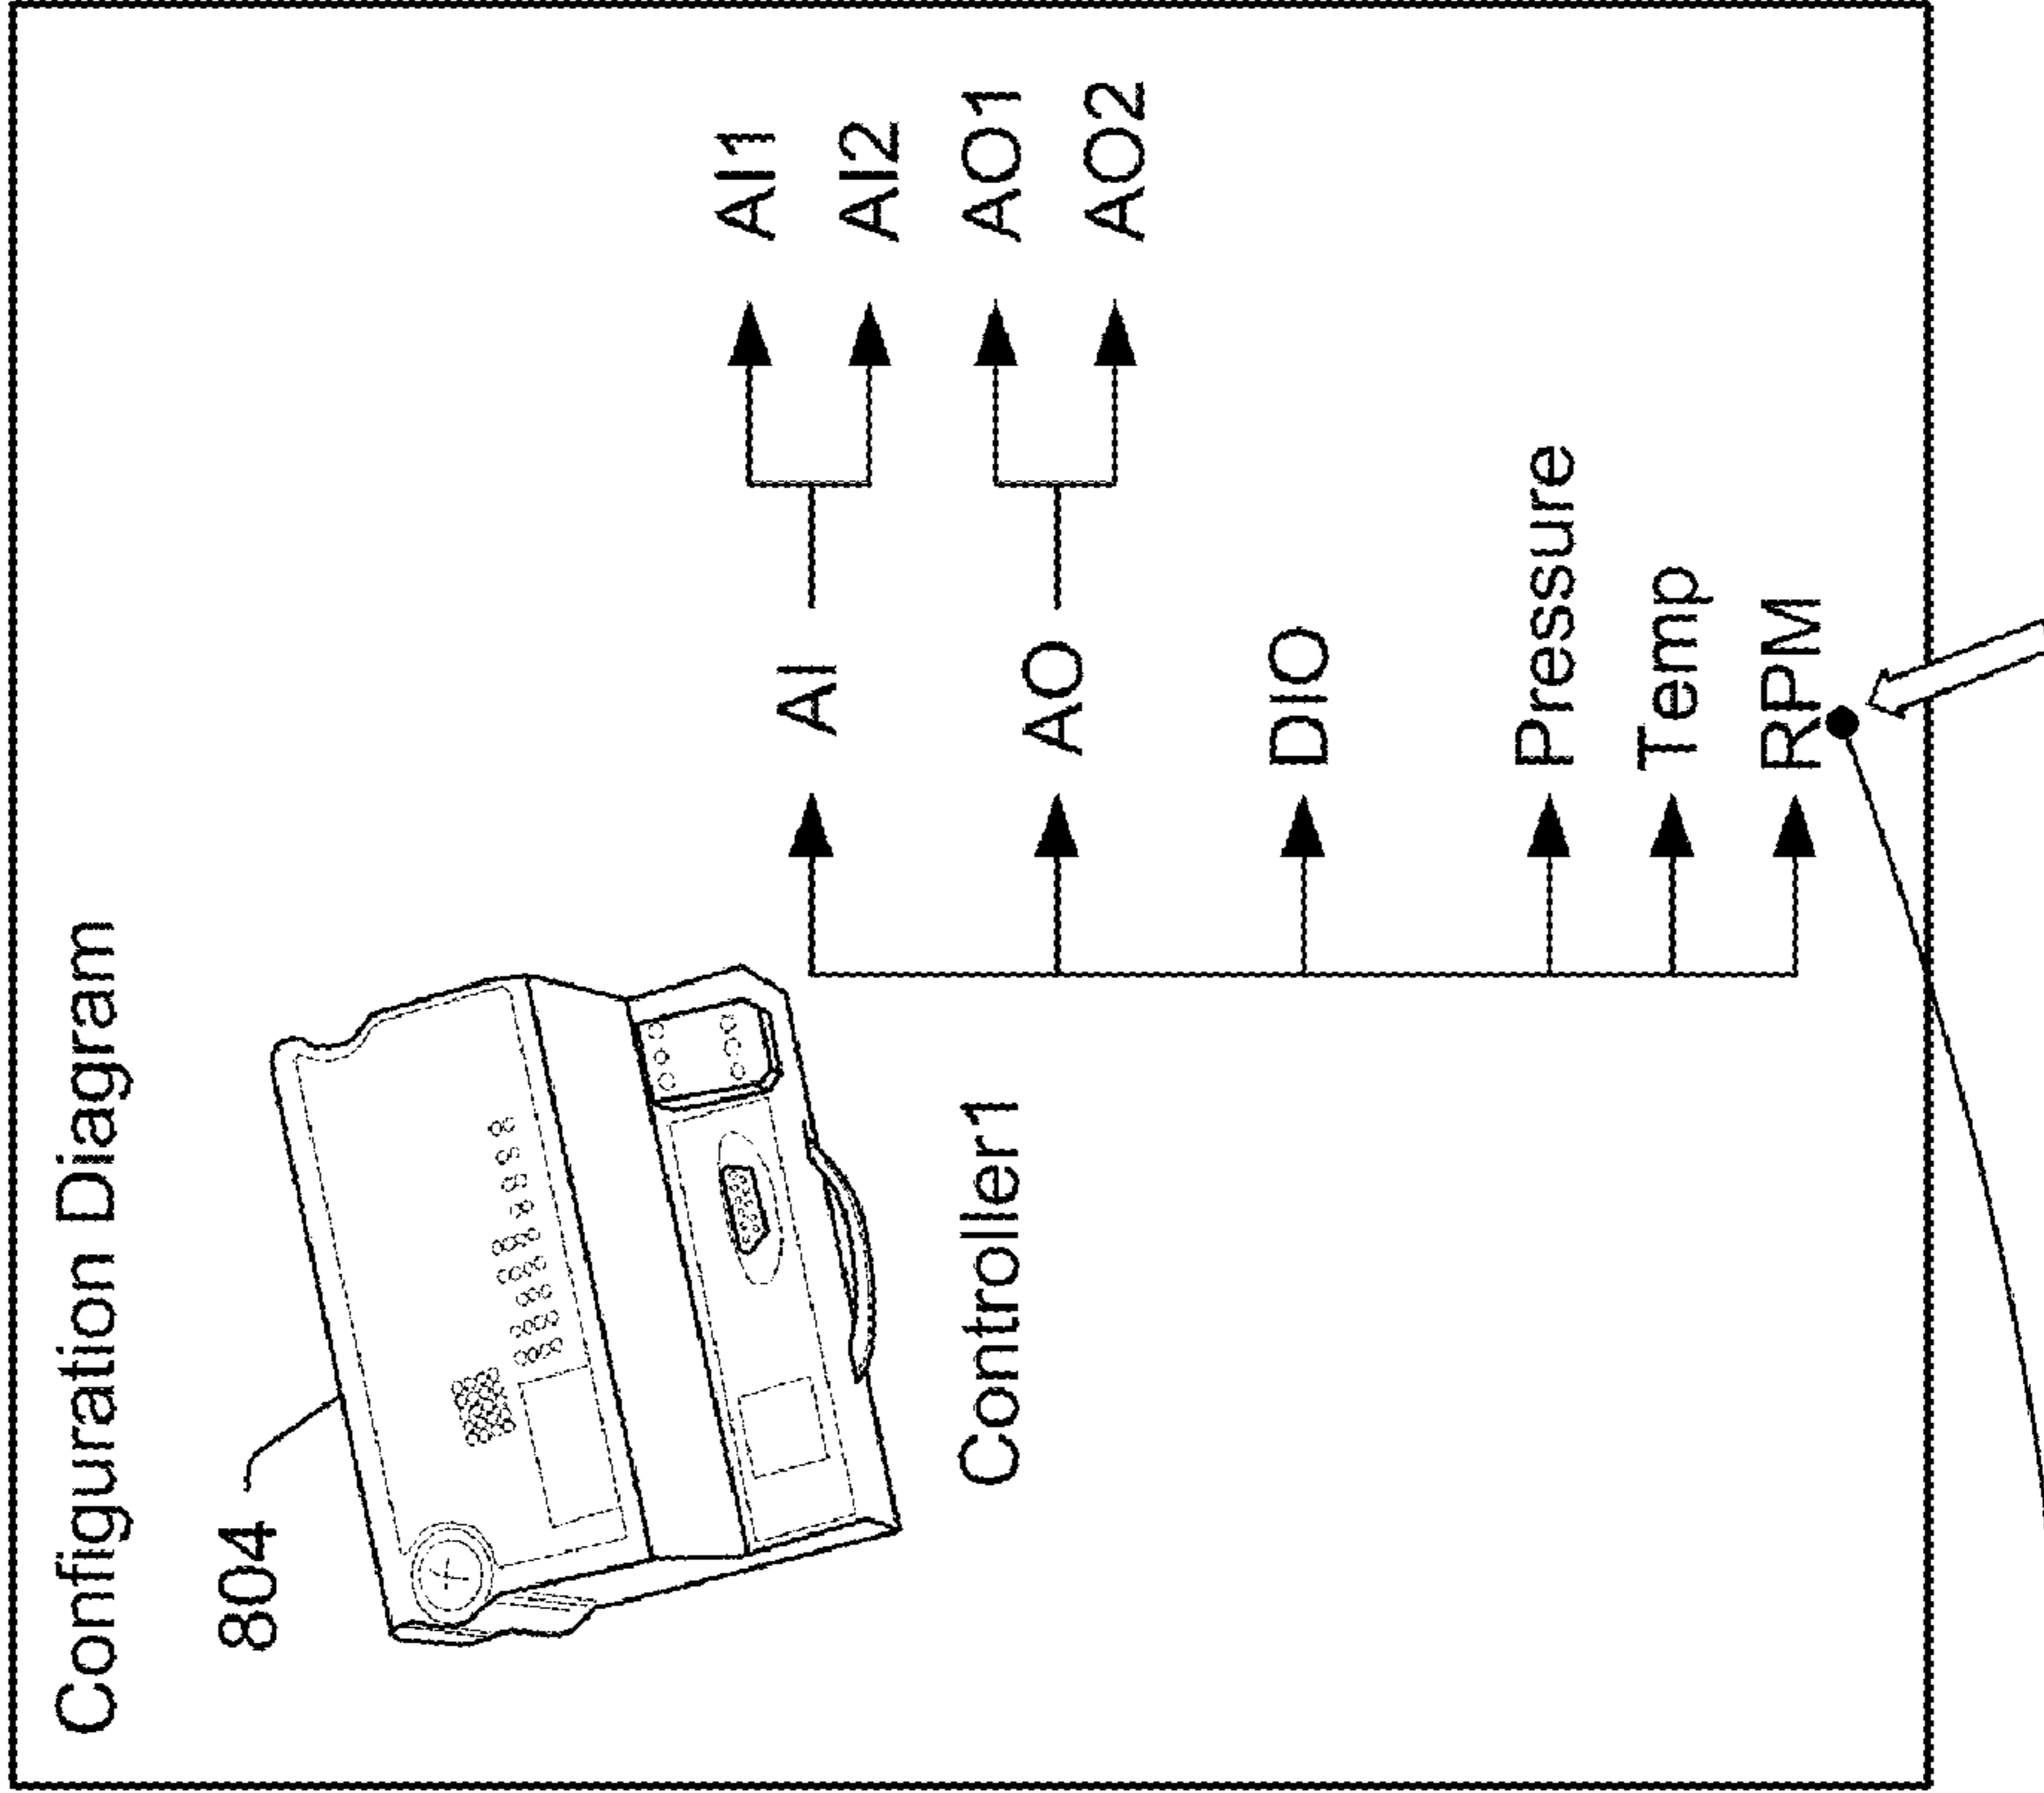 Configuration Diagram
804
Controller1
AI
AI1
AI2
AO
AO1
AO2
DIO
Pressure
Temp
RPM